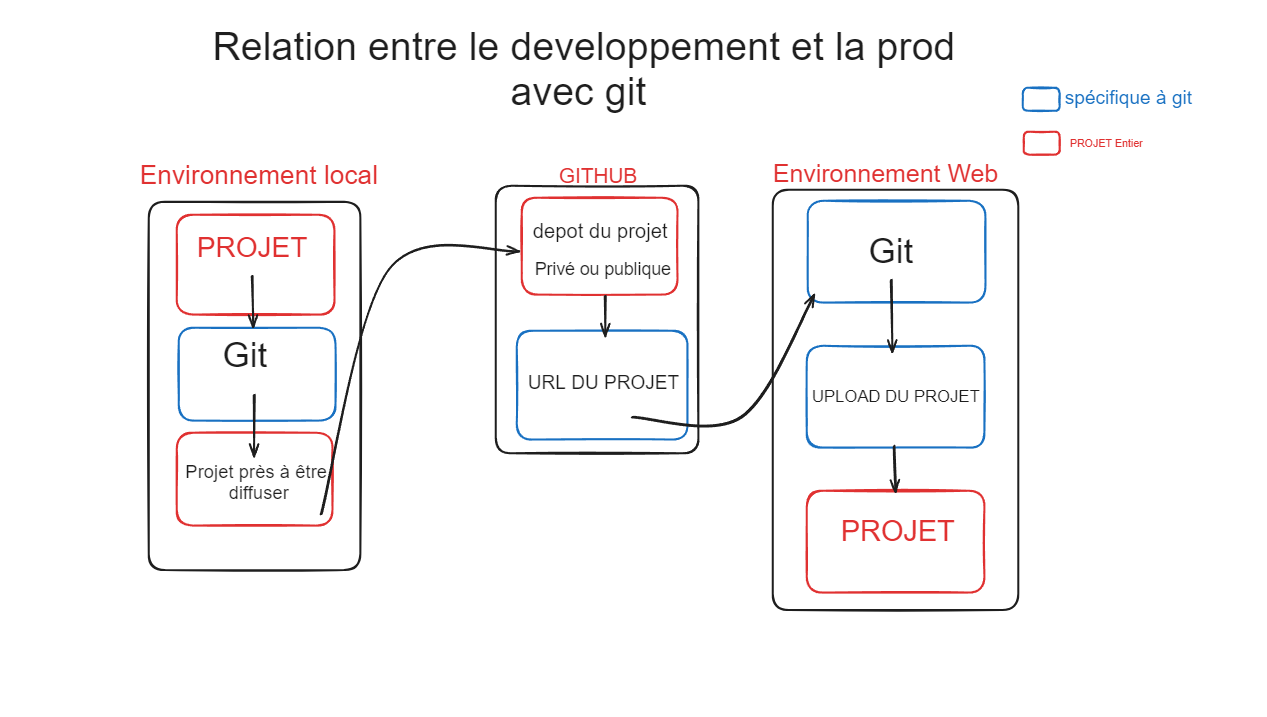 Relation entre le developpement et la prod
avec git
spécifique à git
PROJET Entier
Environnement local
PROJET
Git
Projet près à être
diffuser
GITHUB
depot du projet
Privé ou publique
URL DU PROJET
Environnement Web
Git
UPLOAD DU PROJET
PROJET